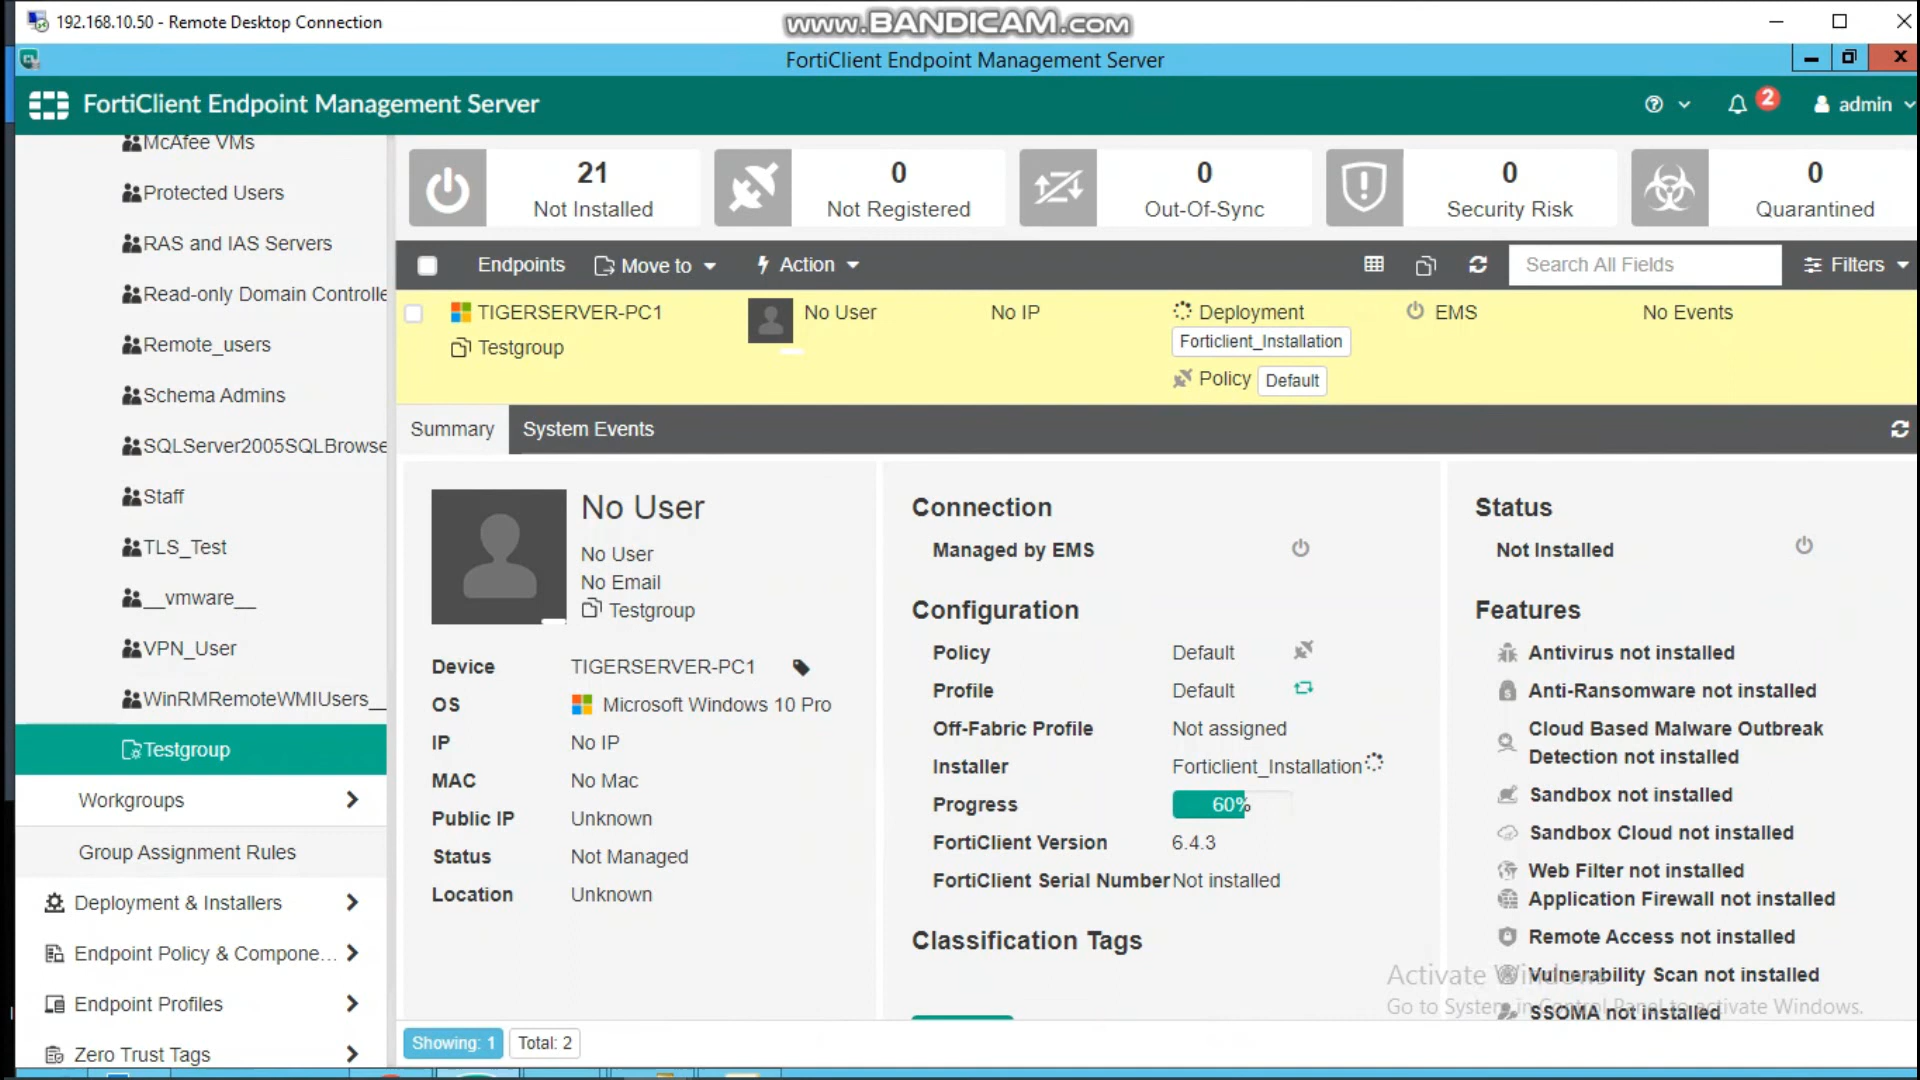 192.168.10.50 - Remote Desktop Connection
www.BANDICAM.com
FortiClient Endpoint Management Server
FortiClient Endpoint Management Server
2
admin
McAfee VMs
Protected Users
RAS and IAS Servers
Read-only Domain Controlle
Remote_users
Schema Admins
SQLServer2005SQLBrowse
Staff
TLS_Test
__vmware__
VPN_User
WinRMRemoteWMIUsers__
Testgroup
Workgroups
Group Assignment Rules
Deployment & Installers
Endpoint Policy & Compone...
Endpoint Profiles
Zero Trust Tags
21
Not Installed
0
Not Registered
0
Out-Of-Sync
0
Security Risk
0
Quarantined
Endpoints
Move to
Action
Search All Fields
Filters
TIGERSERVER-PC1
Testgroup
No User
No IP
Deployment
Forticlient_Installation
Policy Default
EMS
No Events
Summary
System Events
No User
No User
No Email
Testgroup
Device TIGERSERVER-PC1
OS Microsoft Windows 10 Pro
IP No IP
MAC No Mac
Public IP Unknown
Status Not Managed
Location Unknown
Connection
Managed by EMS
Configuration
Policy Default
Profile Default
Off-Fabric Profile Not assigned
Installer Forticlient_Installation
Progress 60%
FortiClient Version 6.4.3
FortiClient Serial Number Not installed
Classification Tags
Status
Not Installed
Features
Antivirus not installed
Anti-Ransomware not installed
Cloud Based Malware Outbreak
Detection not installed
Sandbox not installed
Sandbox Cloud not installed
Web Filter not installed
Application Firewall not installed
Remote Access not installed
Vulnerability Scan not installed
SSOMA not installed
Activate Windows
Go to System in Control Panel to activate Windows.
Showing: 1
Total: 2